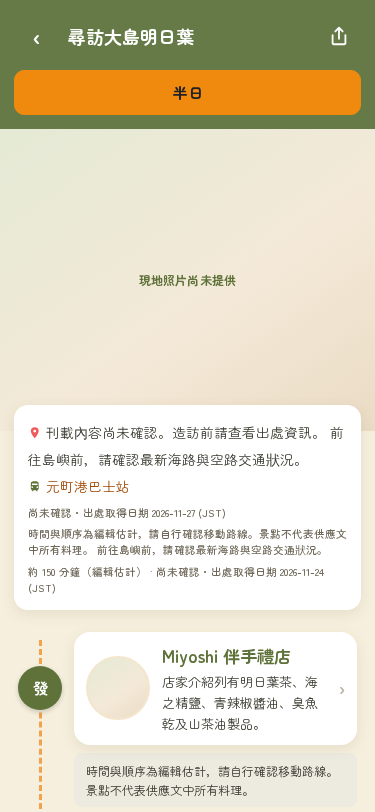 ‹ 尋訪大島明日葉
半日
現地照片尚未提供
刊載內容尚未確認。造訪前請查看出處資訊。 前
往島嶼前，請確認最新海路與空路交通狀況。
元町港巴士站
尚未確認・出處取得日期 2026-11-27 (JST)
時間與順序為編輯估計，請自行確認移動路線。景點不代表供應文
中所有料理。 前往島嶼前，請確認最新海路與空路交通狀況。
約 150 分鐘（編輯估計） · 尚未確認・出處取得日期 2026-11-24
(JST)
發
Miyoshi 伴手禮店
店家介紹列有明日葉茶、海
之精鹽、青辣椒醬油、臭魚
乾及山茶油製品。
›
時間與順序為編輯估計，請自行確認移動路線。
景點不代表供應文中所有料理。